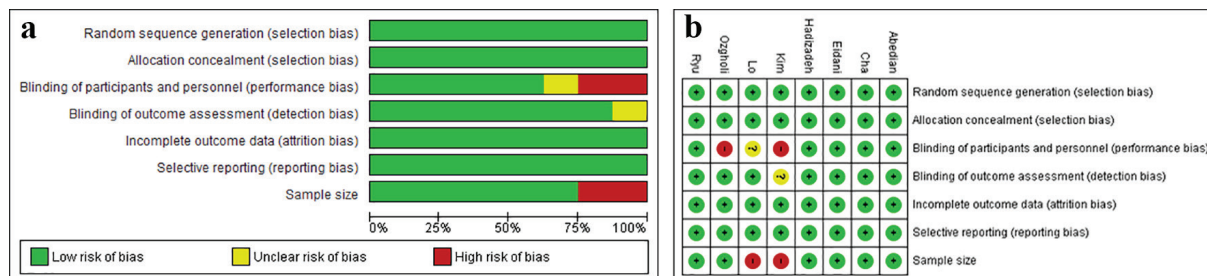 a
Random sequence generation (selection bias)
Allocation concealment (selection bias)
Blinding of participants and personnel (performance bias)
Blinding of outcome assessment (detection bias)
Incomplete outcome data (attrition bias)
Selective reporting (reporting bias)
Sample size
0% 25% 50% 75% 100%
Low risk of bias Unclear risk of bias High risk of bias
b
Ryu Ozgholi Lo Kim Hadizadeh Eidani Cha Abedian
+ + + + + + + + Random sequence generation (selection bias)
+ + + + + + + + Allocation concealment (selection bias)
+ - ? - + + + + Blinding of participants and personnel (performance bias)
+ + + ? + + + + Blinding of outcome assessment (detection bias)
+ + + + + + + + Incomplete outcome data (attrition bias)
+ + + + + + + + Selective reporting (reporting bias)
+ + - - + + + + Sample size